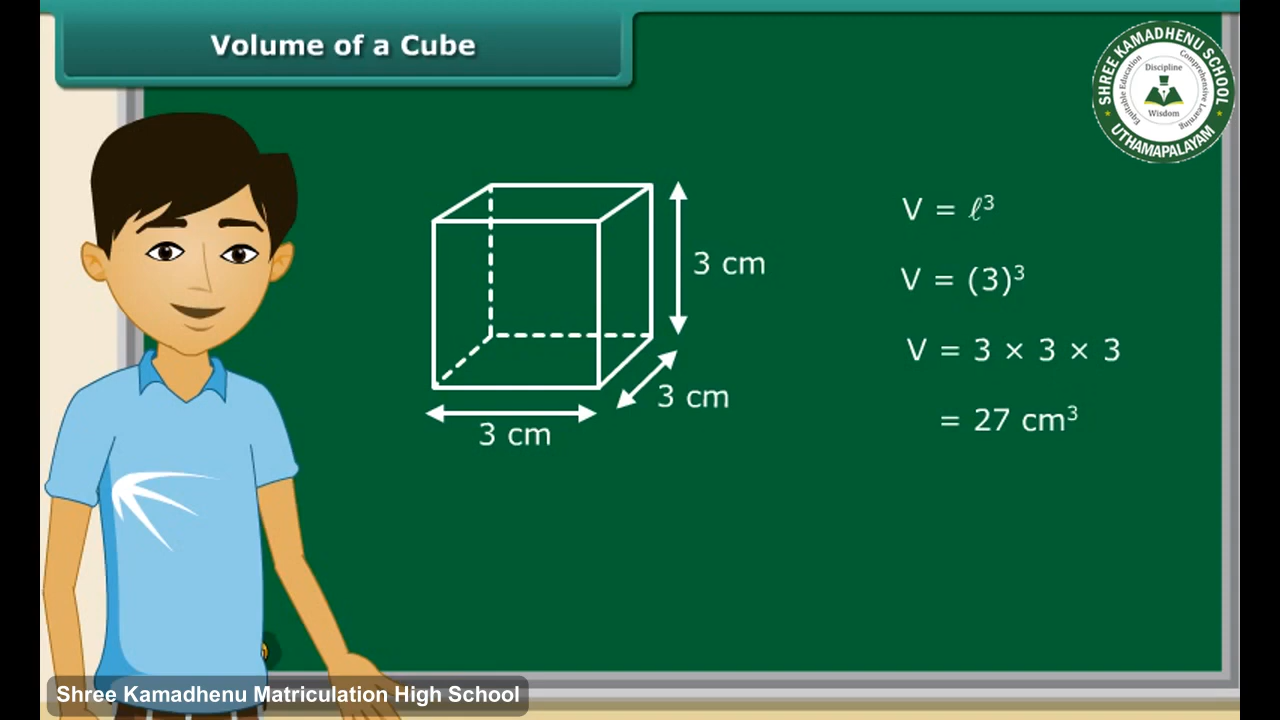 Volume of a Cube
SHREE KAMADHENU SCHOOL
Discipline
Equitable Education
Comprehensive Learning
Wisdom
UTHAMAPALAYAM
V = ℓ³
V = (3)³
3 cm
V = 3 × 3 × 3
3 cm
= 27 cm³
3 cm
Shree Kamadhenu Matriculation High School